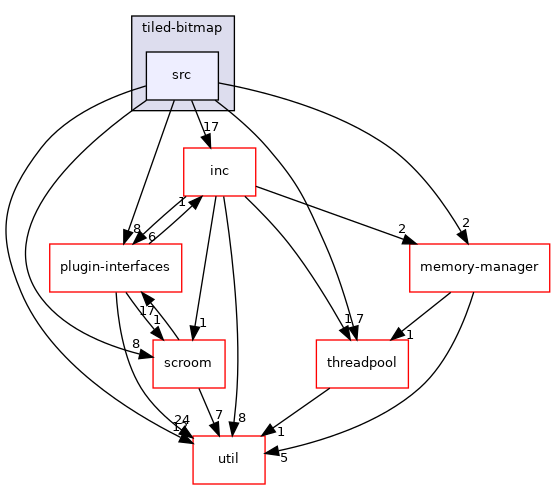 tiled-bitmap
src
17
inc
1
2
2
8
6
plugin-interfaces
memory-manager
17
1
1
1
7
1
8
scroom
threadpool
24
7
8
1
util
5